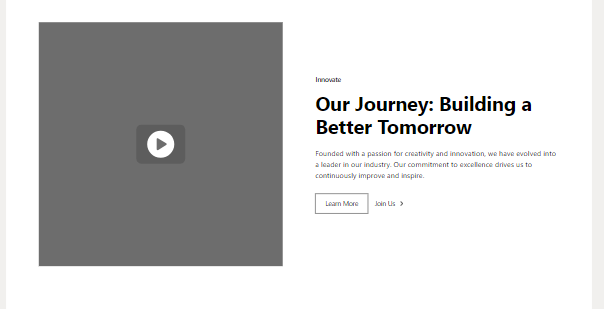 Innovate
Our Journey: Building a
Better Tomorrow
Founded with a passion for creativity and innovation, we have evolved into
a leader in our industry. Our commitment to excellence drives us to
continuously improve and inspire.
Learn More
Join Us